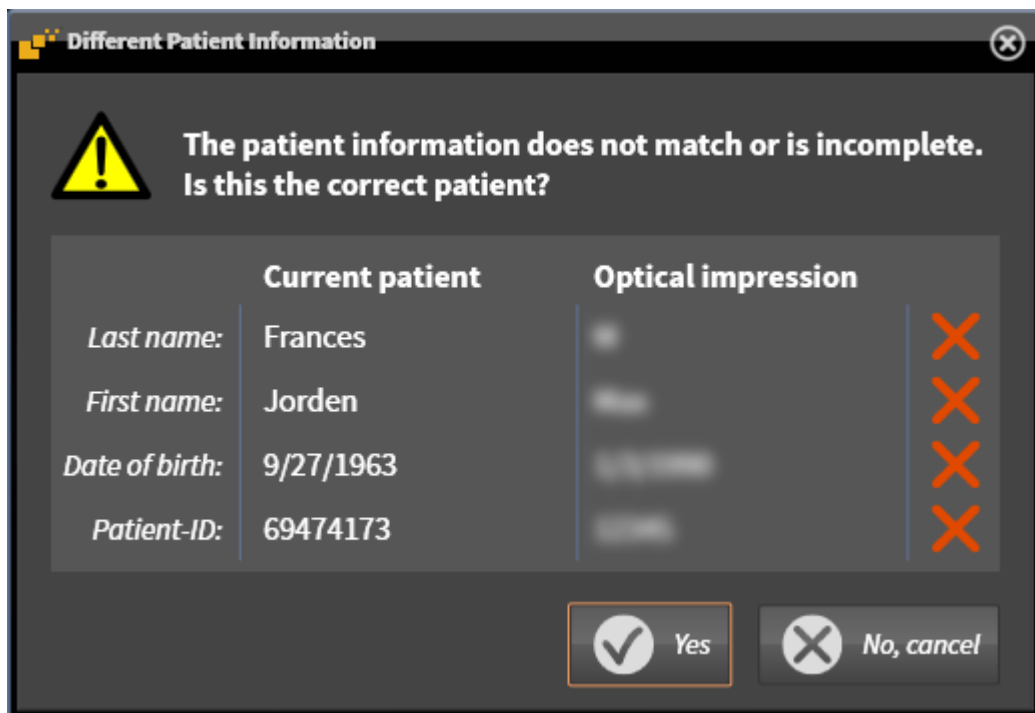 Different Patient Information
The patient information does not match or is incomplete.
Is this the correct patient?
Current patient Optical impression
Last name: Frances
First name: Jorden
Date of birth: 9/27/1963
Patient-ID: 69474173
Yes No, cancel